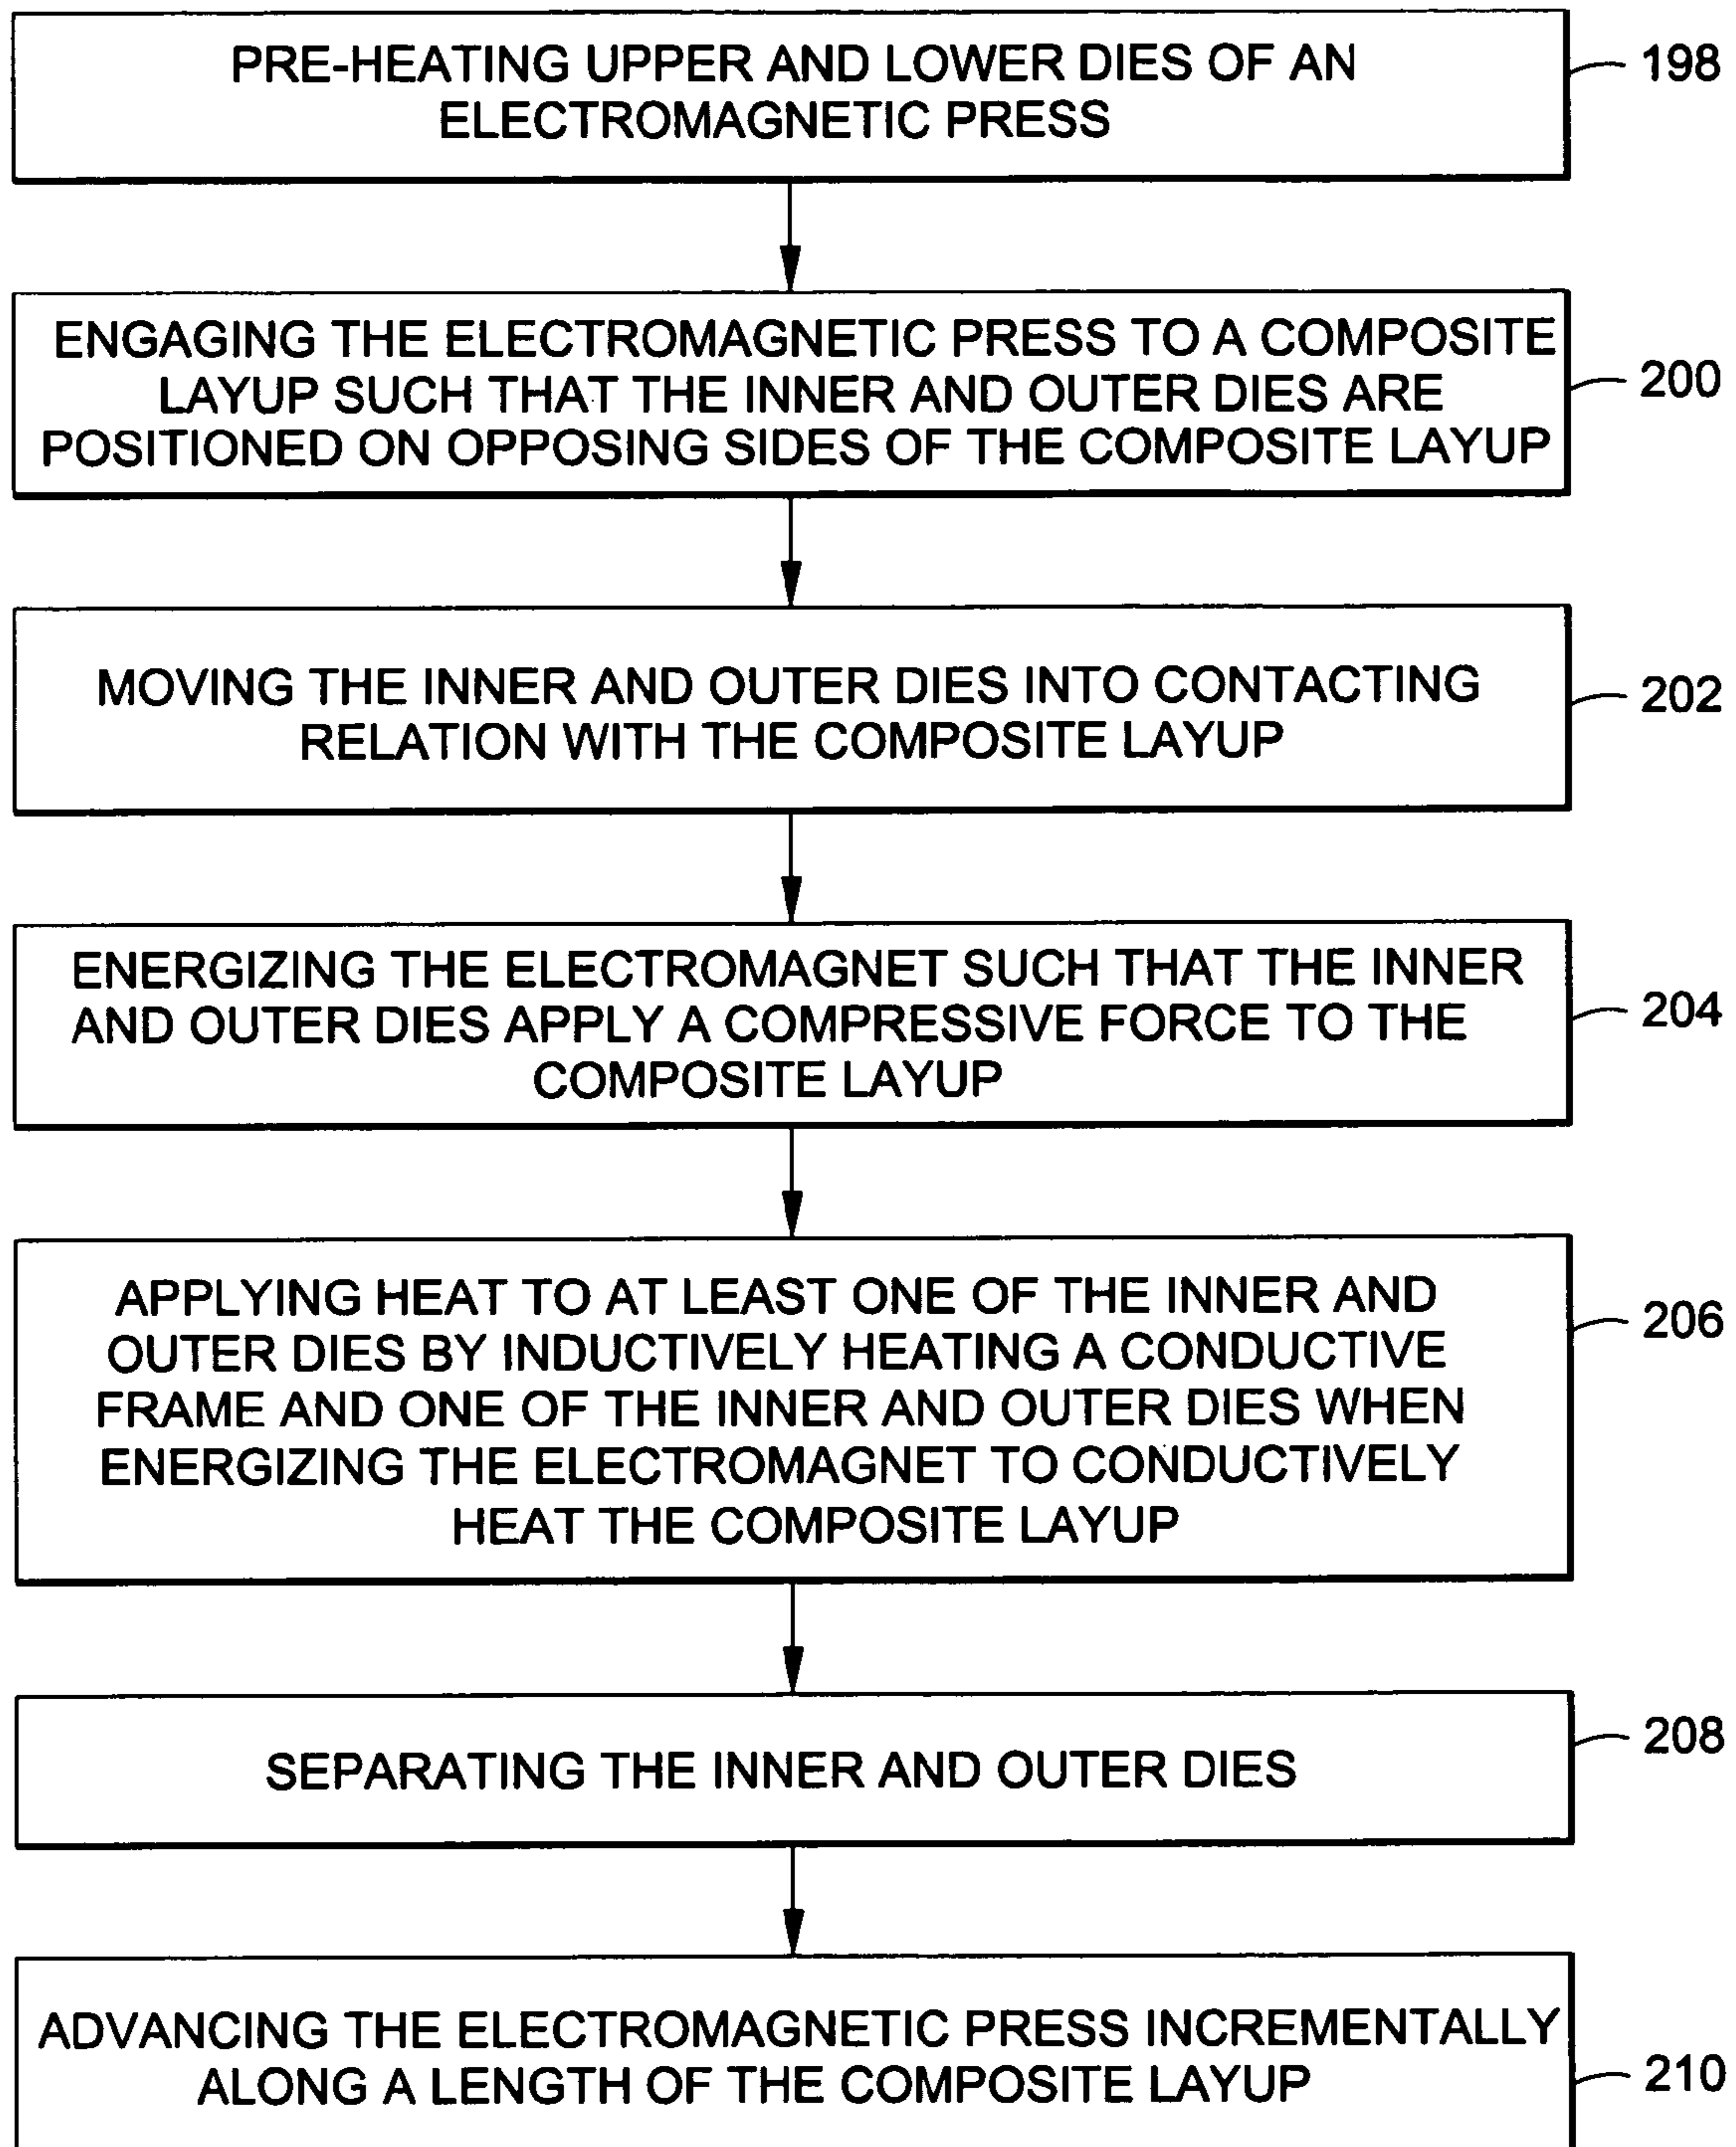 PRE-HEATING UPPER AND LOWER DIES OF AN
ELECTROMAGNETIC PRESS
198
ENGAGING THE ELECTROMAGNETIC PRESS TO A COMPOSITE
LAYUP SUCH THAT THE INNER AND OUTER DIES ARE
POSITIONED ON OPPOSING SIDES OF THE COMPOSITE LAYUP
200
MOVING THE INNER AND OUTER DIES INTO CONTACTING
RELATION WITH THE COMPOSITE LAYUP
202
ENERGIZING THE ELECTROMAGNET SUCH THAT THE INNER
AND OUTER DIES APPLY A COMPRESSIVE FORCE TO THE
COMPOSITE LAYUP
204
APPLYING HEAT TO AT LEAST ONE OF THE INNER AND
OUTER DIES BY INDUCTIVELY HEATING A CONDUCTIVE
FRAME AND ONE OF THE INNER AND OUTER DIES WHEN
ENERGIZING THE ELECTROMAGNET TO CONDUCTIVELY
HEAT THE COMPOSITE LAYUP
206
SEPARATING THE INNER AND OUTER DIES
208
ADVANCING THE ELECTROMAGNETIC PRESS INCREMENTALLY
ALONG A LENGTH OF THE COMPOSITE LAYUP
210